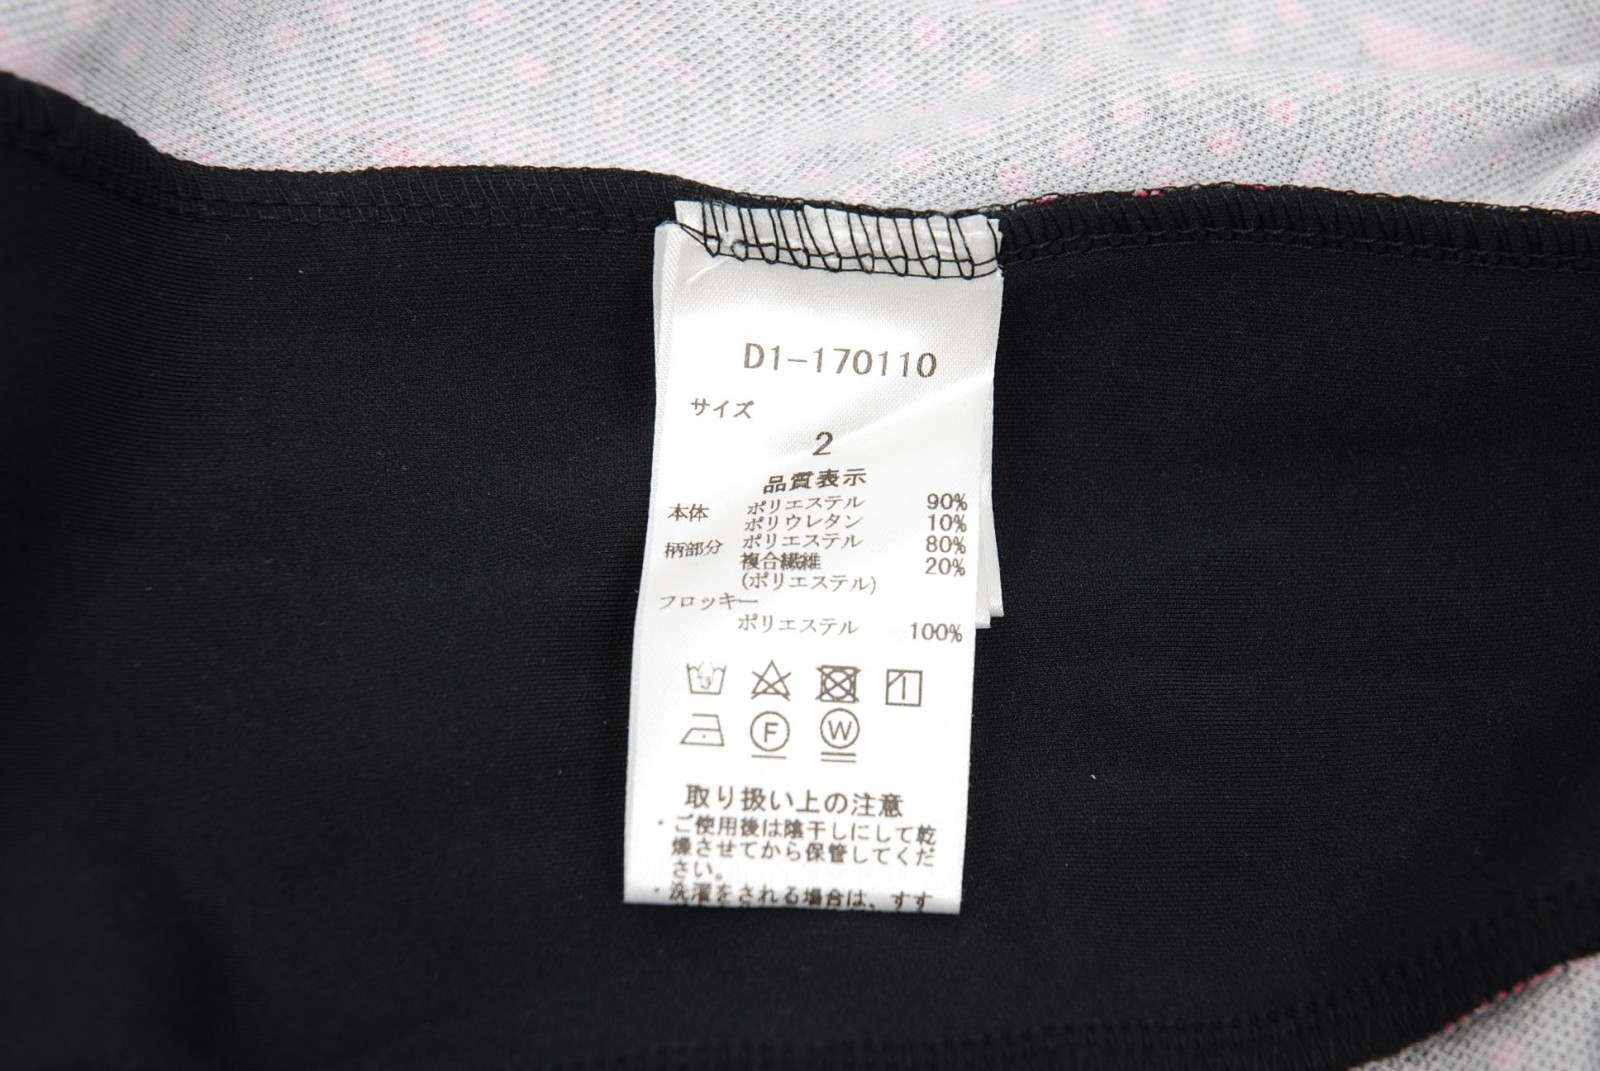 D1-170110
サイズ
2
品質表示
本体 ポリエステル 90%
ポリウレタン 10%
柄部分 ポリエステル 80%
複合繊維 20%
(ポリエステル)
フロッキー
ポリエステル 100%
F W
取り扱い上の注意
・ご使用後は陰干しにして乾
燥させてから保管してくだ
さい。
・洗濯をされる場合は、すす